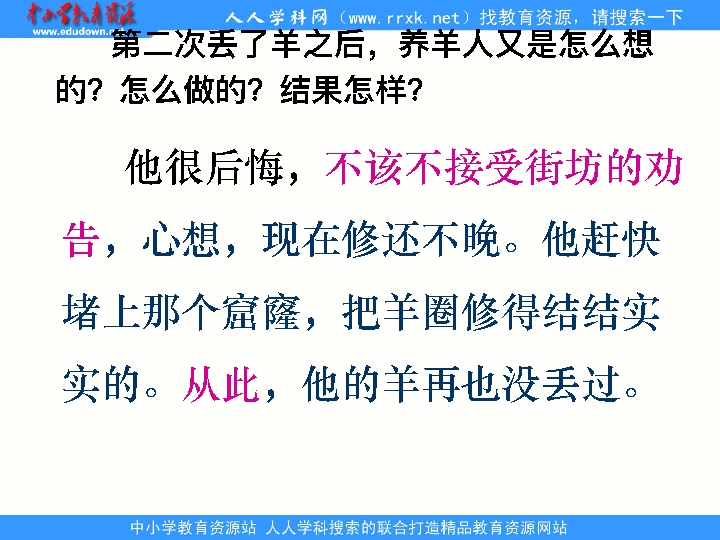 中小学教育资源站
www.edudown.net
人人学科网（www.rrxk.net）找教育资源，请搜索一下
第二次丢了羊之后，养羊人又是怎么想
的？怎么做的？结果怎样？
他很后悔，不该不接受街坊的劝
告，心想，现在修还不晚。他赶快
堵上那个窟窿，把羊圈修得结结实
实的。从此，他的羊再也没丢过。
中小学教育资源站 人人学科搜索的联合打造精品教育资源网站